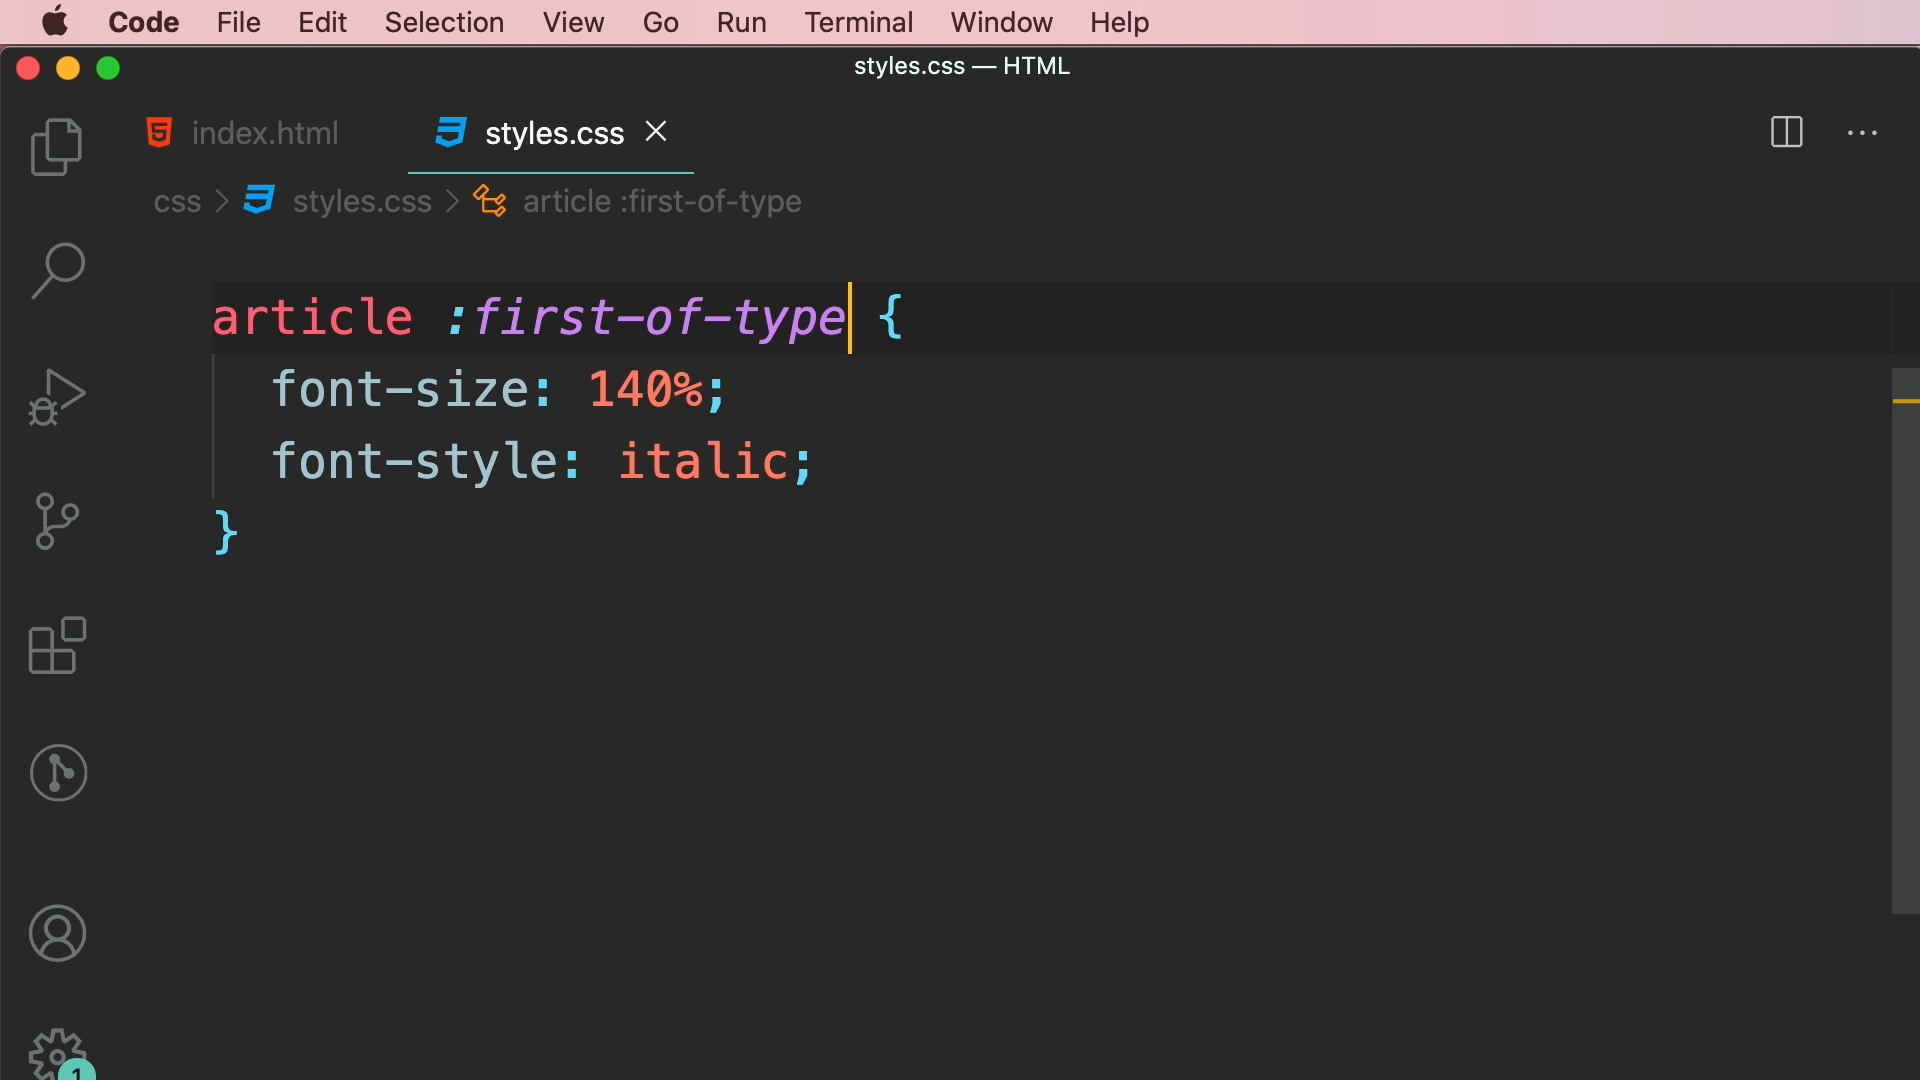 Code File Edit Selection View Go Run Terminal Window Help
styles.css — HTML
index.html styles.css
css > styles.css > article :first-of-type
article :first-of-type {
font-size: 140%;
font-style: italic;
}
1